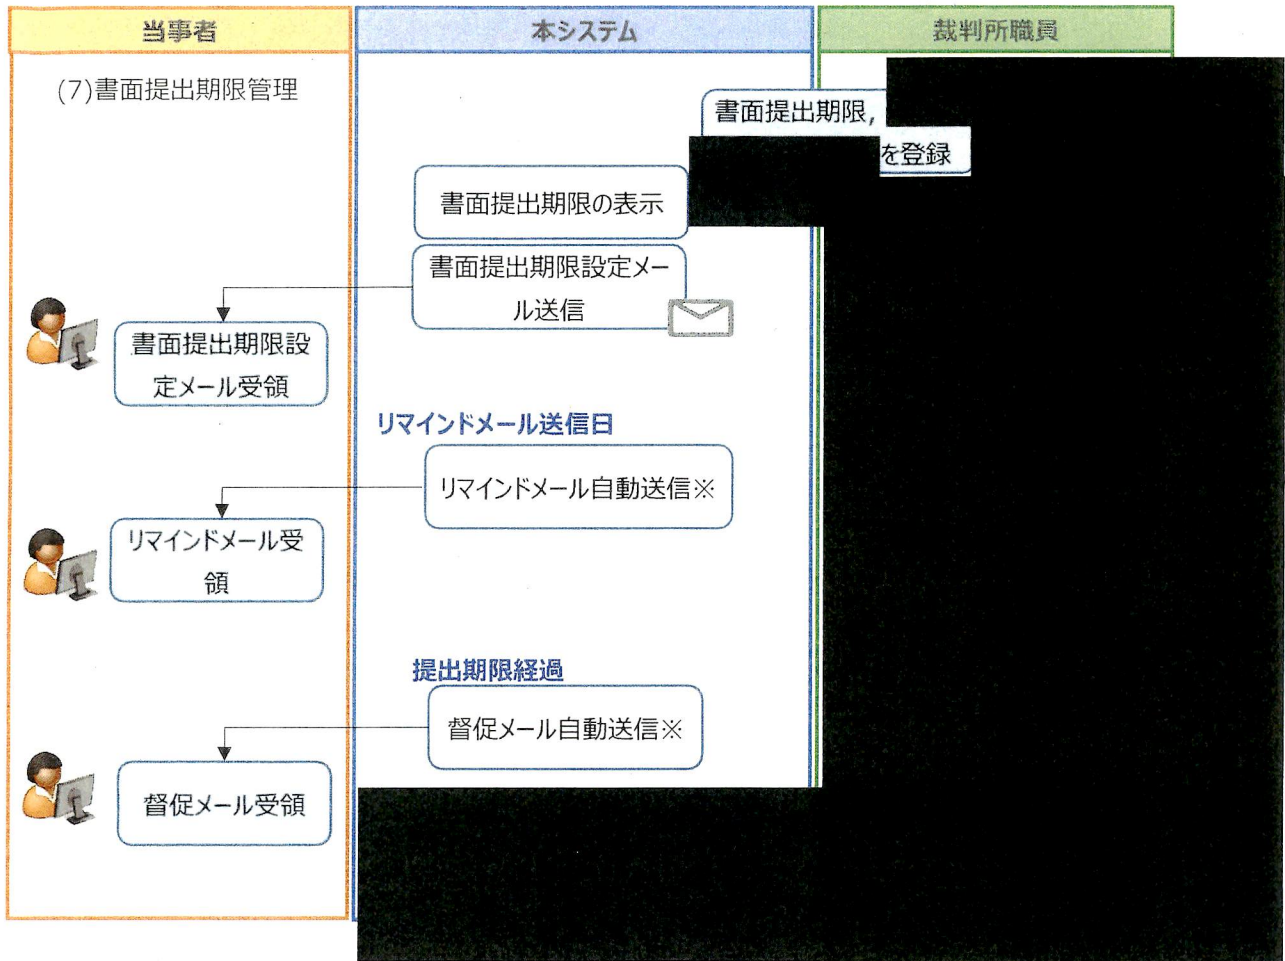 当事者
本システム
裁判所職員
(7)書面提出期限管理
書面提出期限,
を登録
書面提出期限の表示
書面提出期限設定メー
ル送信
書面提出期限設
定メール受領
リマインドメール送信日
リマインドメール自動送信※
リマインドメール受
領
提出期限経過
督促メール自動送信※
督促メール受領